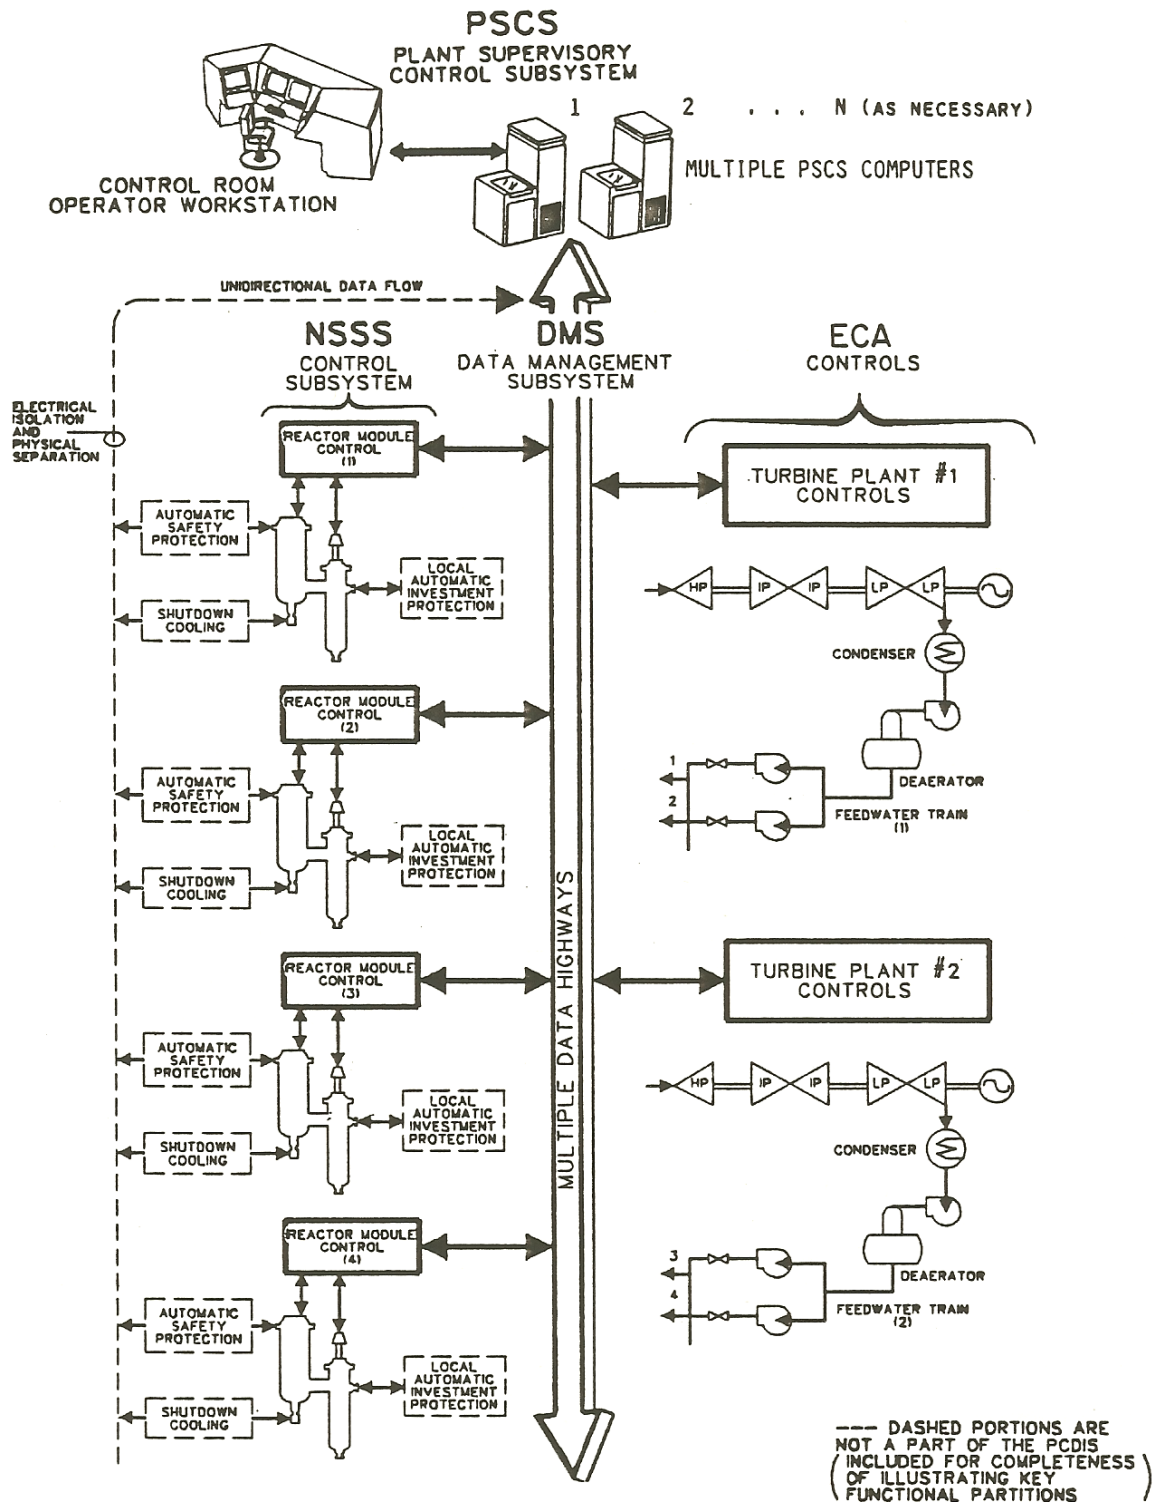 PSCS
PLANT SUPERVISORY
CONTROL SUBSYSTEM
1 2 . . . N (AS NECESSARY)
MULTIPLE PSCS COMPUTERS
CONTROL ROOM
OPERATOR WORKSTATION
UNIDIRECTIONAL DATA FLOW
NSSS
CONTROL
SUBSYSTEM
DMS
DATA MANAGEMENT
SUBSYSTEM
ECA
CONTROLS
ELECTRICAL
ISOLATION
AND
PHYSICAL
SEPARATION
REACTOR MODULE
CONTROL
(1)
AUTOMATIC
SAFETY
PROTECTION
LOCAL
AUTOMATIC
INVESTMENT
PROTECTION
SHUTDOWN
COOLING
TURBINE PLANT #1
CONTROLS
HP IP IP LP LP
CONDENSER
DEAERATOR
1
2
FEEDWATER TRAIN
(1)
REACTOR MODULE
CONTROL
(2)
AUTOMATIC
SAFETY
PROTECTION
LOCAL
AUTOMATIC
INVESTMENT
PROTECTION
SHUTDOWN
COOLING
MULTIPLE DATA HIGHWAYS
REACTOR MODULE
CONTROL
(3)
AUTOMATIC
SAFETY
PROTECTION
LOCAL
AUTOMATIC
INVESTMENT
PROTECTION
SHUTDOWN
COOLING
TURBINE PLANT #2
CONTROLS
HP IP IP LP LP
CONDENSER
DEAERATOR
3
4
FEEDWATER TRAIN
(2)
REACTOR MODULE
CONTROL
(4)
AUTOMATIC
SAFETY
PROTECTION
LOCAL
AUTOMATIC
INVESTMENT
PROTECTION
SHUTDOWN
COOLING
--- DASHED PORTIONS ARE
NOT A PART OF THE PCDIS
(INCLUDED FOR COMPLETENESS
OF ILLUSTRATING KEY
FUNCTIONAL PARTITIONS)